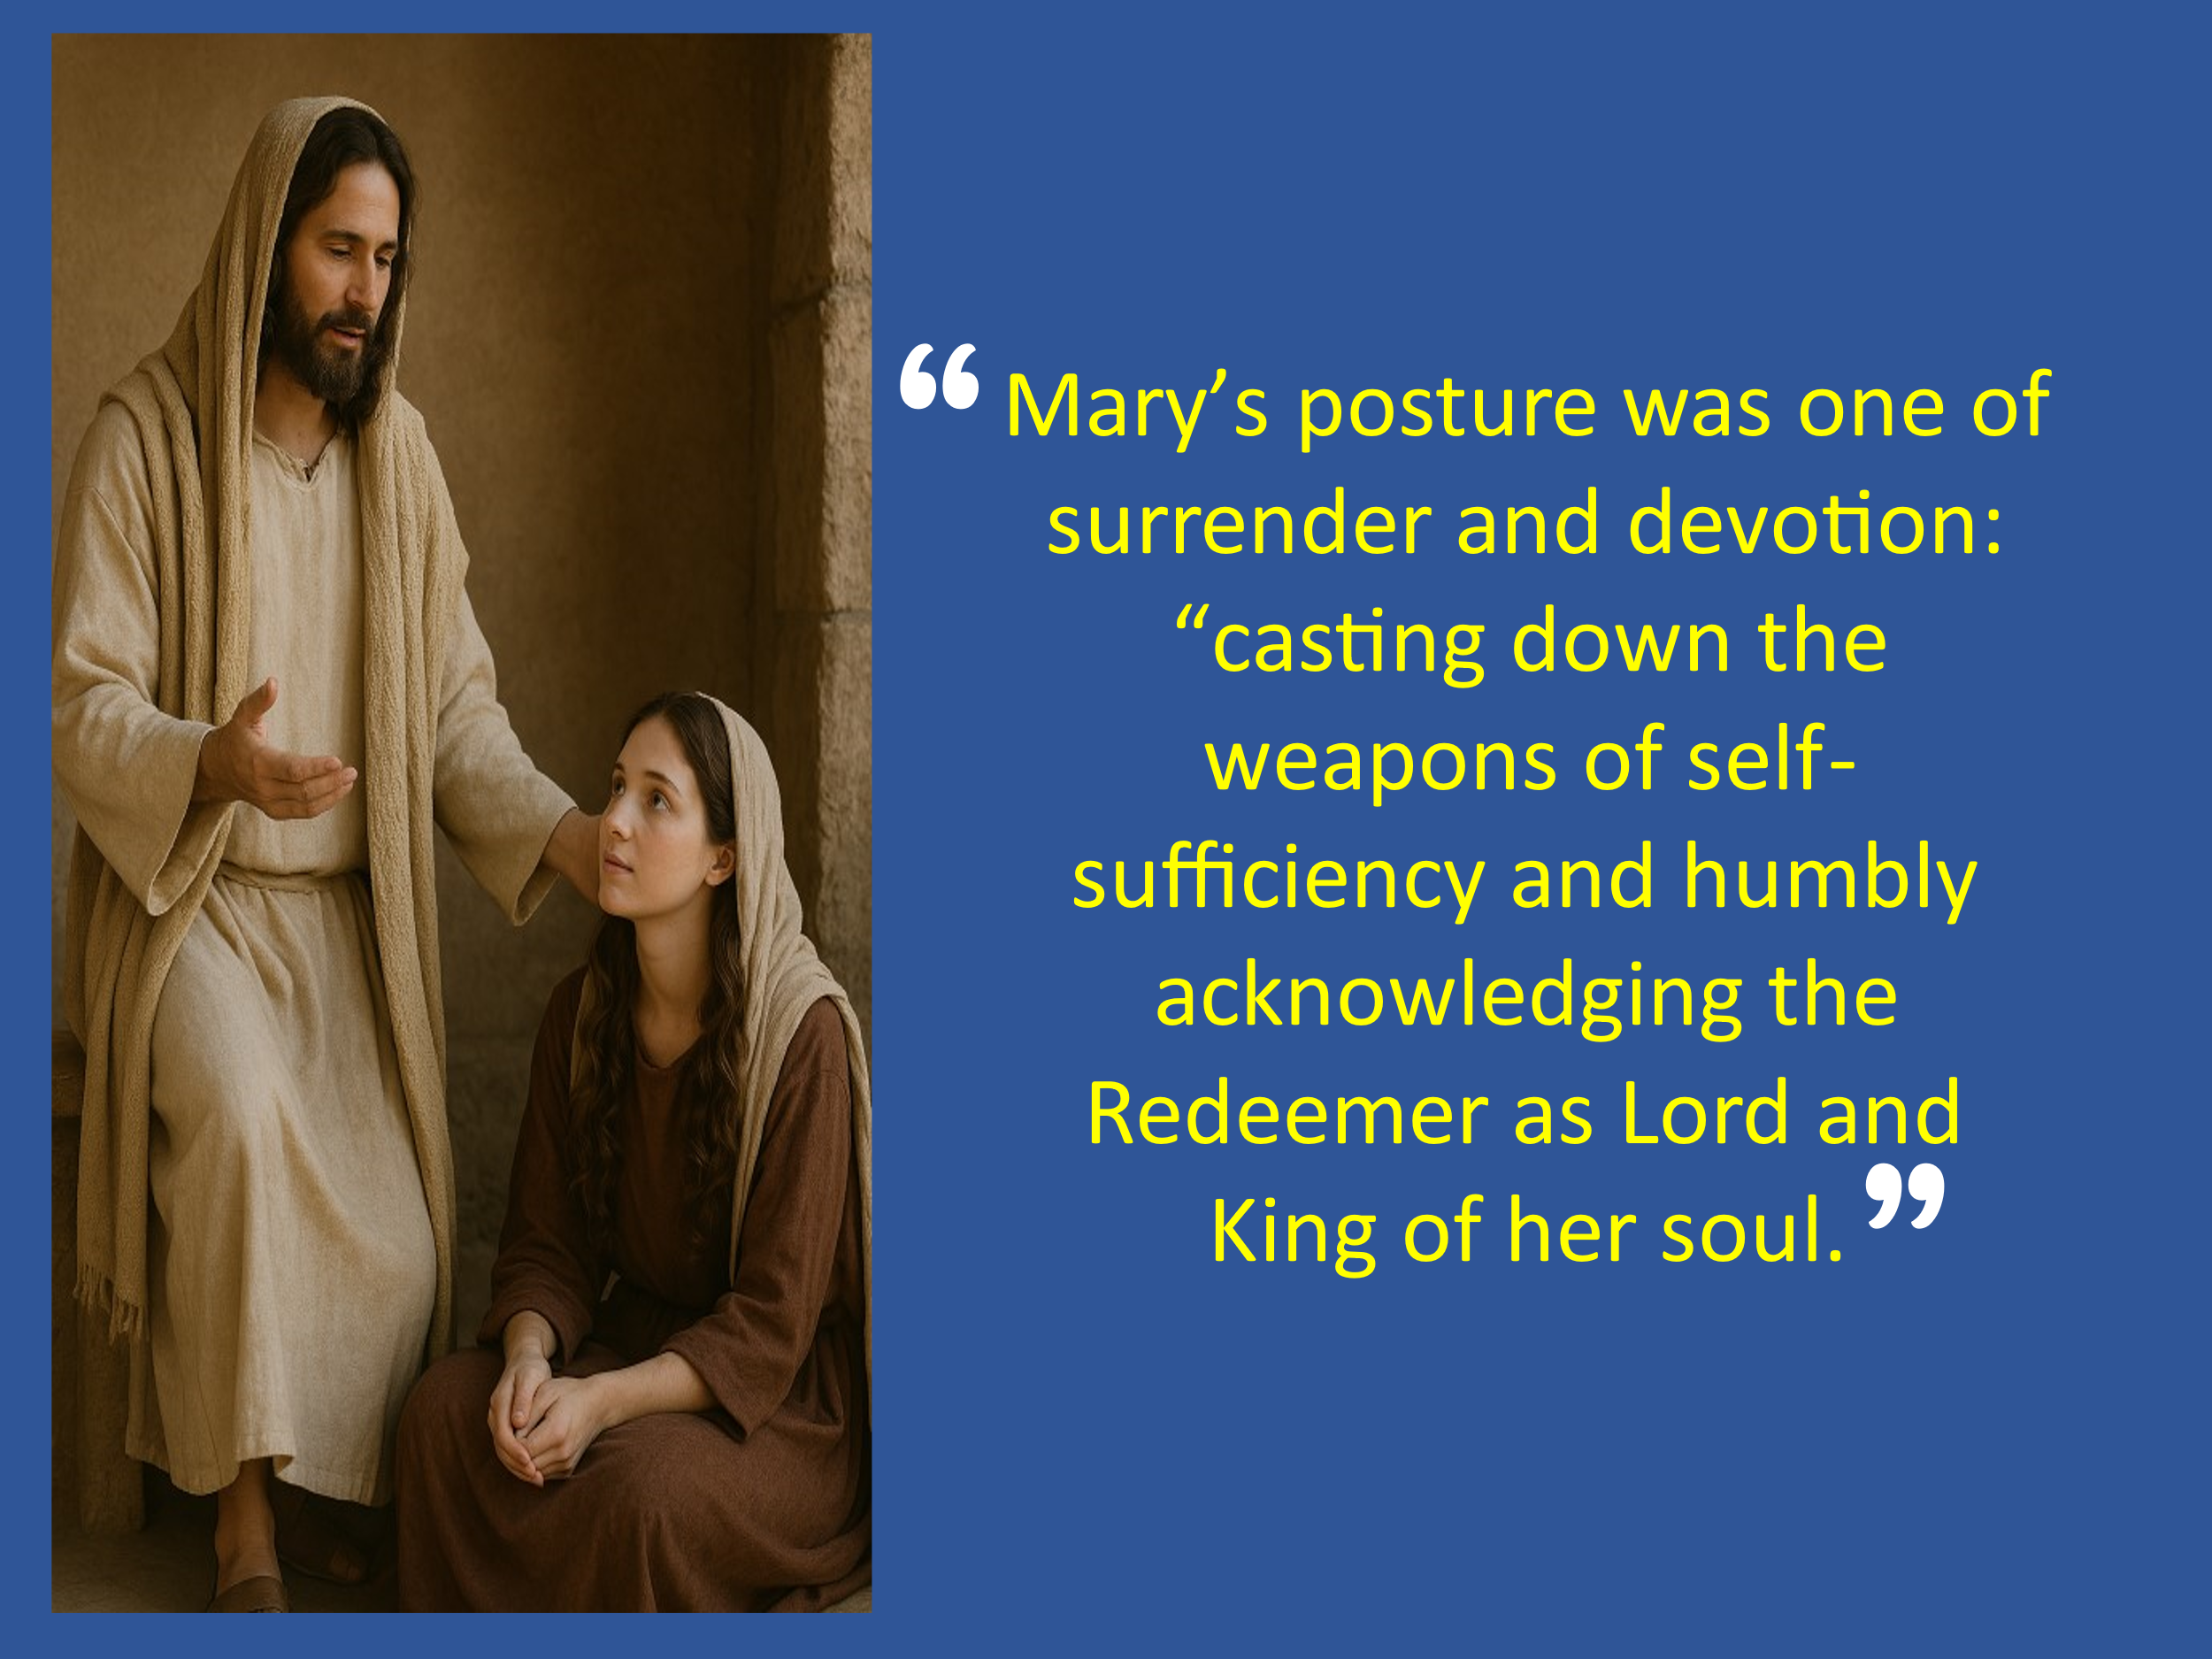 “Mary’s posture was one of
surrender and devotion:
“casting down the
weapons of self-
sufficiency and humbly
acknowledging the
Redeemer as Lord and
King of her soul.”